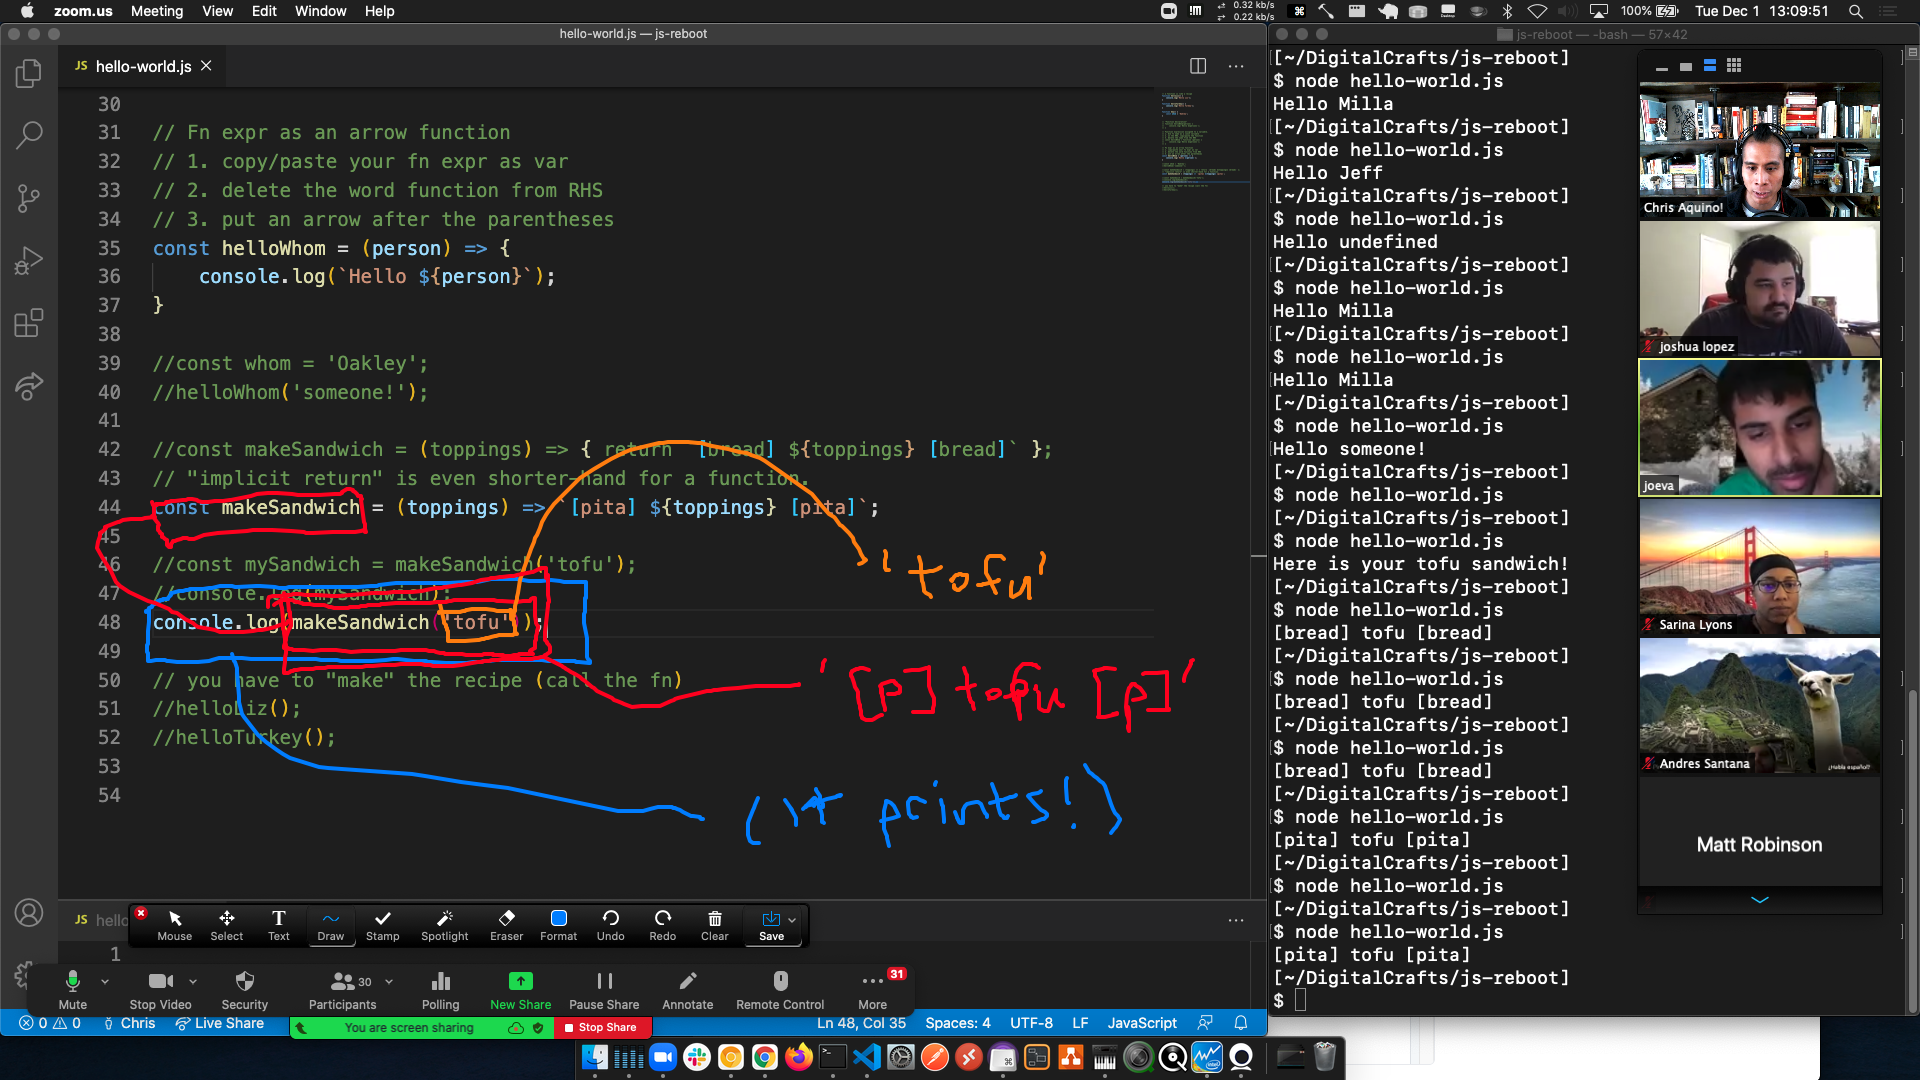 zoom.us Meeting View Edit Window Help
0.32 kb/s
0.22 kb/s
100% Tue Dec 1 13:09:51
hello-world.js — js-reboot
JS hello-world.js
30
31 // Fn expr as an arrow function
32 // 1. copy/paste your fn expr as var
33 // 2. delete the word function from RHS
34 // 3. put an arrow after the parentheses
35 const helloWhom = (person) => {
36 console.log(`Hello ${person}`);
37 }
38
39 //const whom = 'Oakley';
40 //helloWhom('someone!');
41
42 //const makeSandwich = (toppings) => { return `[bread] ${toppings} [bread]` };
43 // "implicit return" is even shorter-hand for a function.
44 const makeSandwich = (toppings) => `[pita] ${toppings} [pita]`;
45
46 //const mySandwich = makeSandwich('tofu');
47 //console.log(mySandwich);
48 console.log(makeSandwich('tofu'));
49
50 // you have to "make" the recipe (call the fn)
51 //helloLiz();
52 //helloTurkey();
53
54
'tofu'
'[p] tofu [p]'
(it prints!)
JS hello
1
Mouse Select Text Draw Stamp Spotlight Eraser Format Undo Redo Clear Save
30
31
Mute Stop Video Security Participants Polling New Share Pause Share Annotate Remote Control More
0 0 Chris Live Share
You are screen sharing Stop Share
Ln 48, Col 35 Spaces: 4 UTF-8 LF JavaScript
js-reboot — -bash — 57×42
[~/DigitalCrafts/js-reboot]
$ node hello-world.js
Hello Milla
[~/DigitalCrafts/js-reboot]
$ node hello-world.js
Hello Jeff
[~/DigitalCrafts/js-reboot]
$ node hello-world.js
Hello undefined
[~/DigitalCrafts/js-reboot]
$ node hello-world.js
Hello Milla
[~/DigitalCrafts/js-reboot]
$ node hello-world.js
Hello Milla
[~/DigitalCrafts/js-reboot]
$ node hello-world.js
Hello someone!
[~/DigitalCrafts/js-reboot]
$ node hello-world.js
[~/DigitalCrafts/js-reboot]
$ node hello-world.js
Here is your tofu sandwich!
[~/DigitalCrafts/js-reboot]
$ node hello-world.js
[bread] tofu [bread]
[~/DigitalCrafts/js-reboot]
$ node hello-world.js
[bread] tofu [bread]
[~/DigitalCrafts/js-reboot]
$ node hello-world.js
[bread] tofu [bread]
[~/DigitalCrafts/js-reboot]
$ node hello-world.js
[pita] tofu [pita]
[~/DigitalCrafts/js-reboot]
$ node hello-world.js
[~/DigitalCrafts/js-reboot]
$ node hello-world.js
[pita] tofu [pita]
[~/DigitalCrafts/js-reboot]
$
Chris Aquino!
joshua lopez
joeva
Sarina Lyons
Andres Santana
¿Habla español?
Matt Robinson